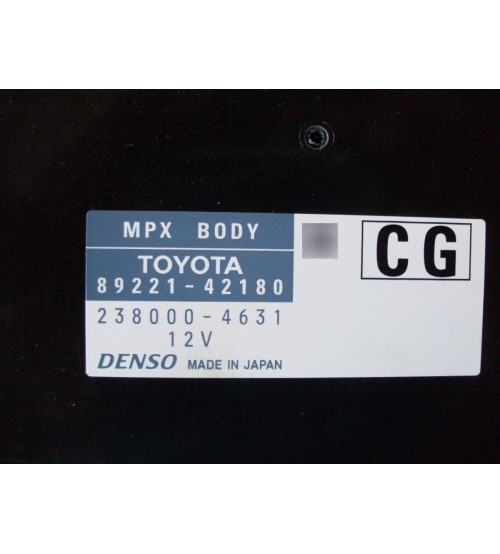 MPX BODY
TOYOTA
89221-42180
238000-4631
12V
DENSO MADE IN JAPAN
CG